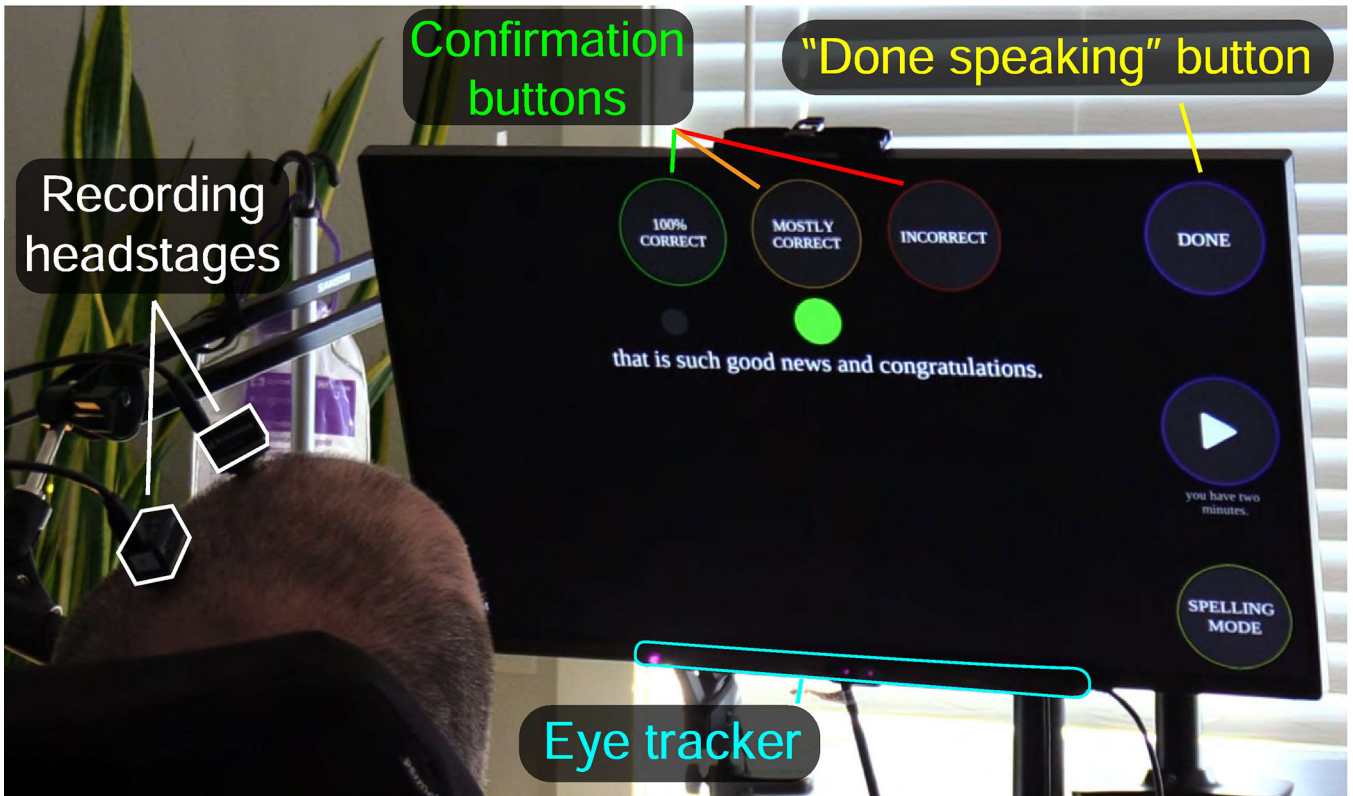 Confirmation
buttons
“Done speaking” button
Recording
headstages
SAMSON
100%
CORRECT
MOSTLY
CORRECT
INCORRECT
DONE
that is such good news and congratulations.
you have two
minutes.
SPELLING
MODE
Eye tracker